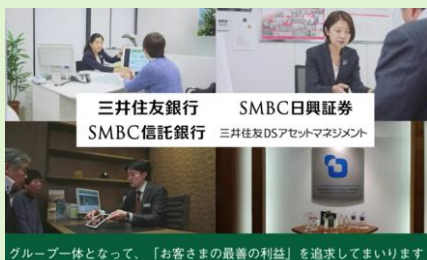 三井住友銀行 SMBC日興証券
SMBC信託銀行 三井住友DSアセットマネジメント
グループ一体となって、「お客さまの最善の利益」を追求してまいります